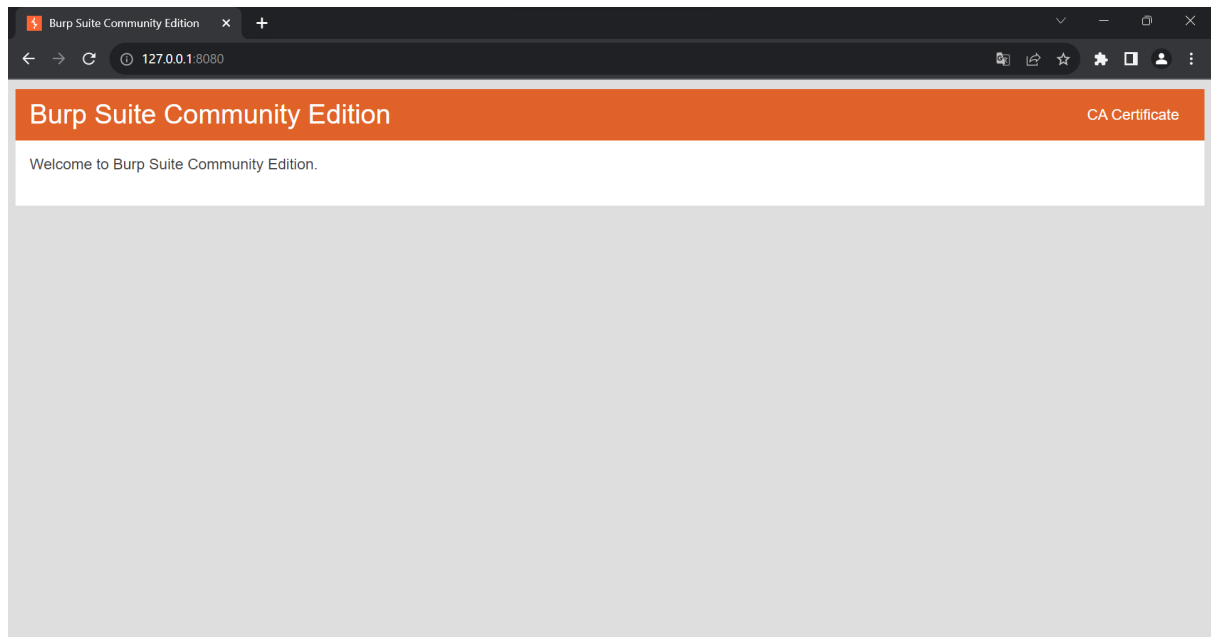 Burp Suite Community Edition
127.0.0.1:8080
Burp Suite Community Edition
CA Certificate
Welcome to Burp Suite Community Edition.